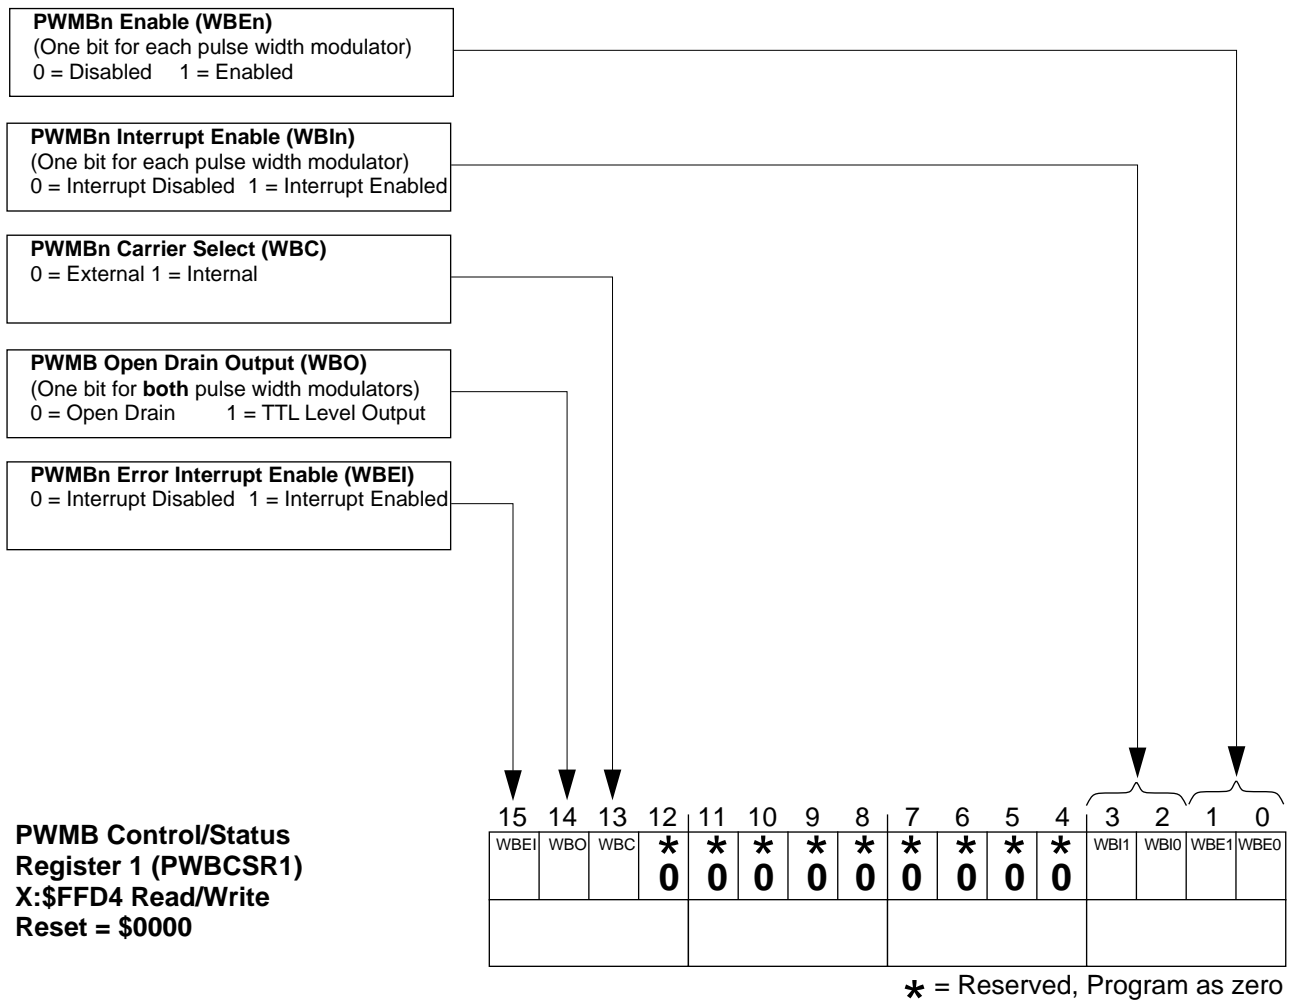 PWMBn Enable (WBEn)
(One bit for each pulse width modulator)
0 = Disabled 1 = Enabled
PWMBn Interrupt Enable (WBIn)
(One bit for each pulse width modulator)
0 = Interrupt Disabled 1 = Interrupt Enabled
PWMBn Carrier Select (WBC)
0 = External 1 = Internal
PWMB Open Drain Output (WBO)
(One bit for both pulse width modulators)
0 = Open Drain 1 = TTL Level Output
PWMBn Error Interrupt Enable (WBEI)
0 = Interrupt Disabled 1 = Interrupt Enabled
PWMB Control/Status
Register 1 (PWBCSR1)
X:$FFD4 Read/Write
Reset = $0000
15 14 13 12 11 10 9 8 7 6 5 4 3 2 1 0
WBEI WBO WBC * * * * * * * * * WBI1 WBI0 WBE1 WBE0
0 0 0 0 0 0 0 0 0
* = Reserved, Program as zero